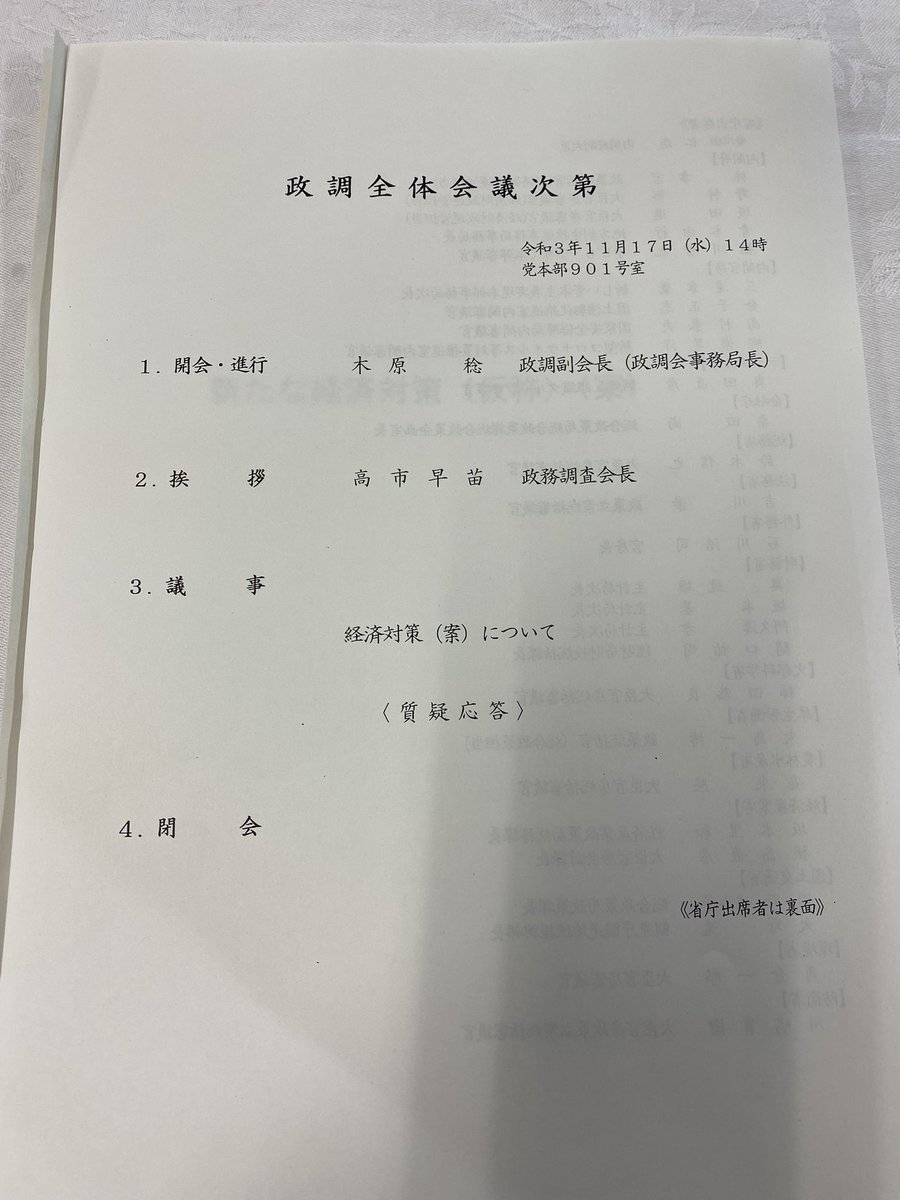 政調全体会議次第
令和３年１１月１７日（水）１４時
党本部９０１号室
１．開会・進行　木原　稔　政調副会長（政調会事務局長）
２．挨　拶　高市早苗　政務調査会長
３．議　事
経済対策（案）について
〈質疑応答〉
４．閉　会
《省庁出席者は裏面》